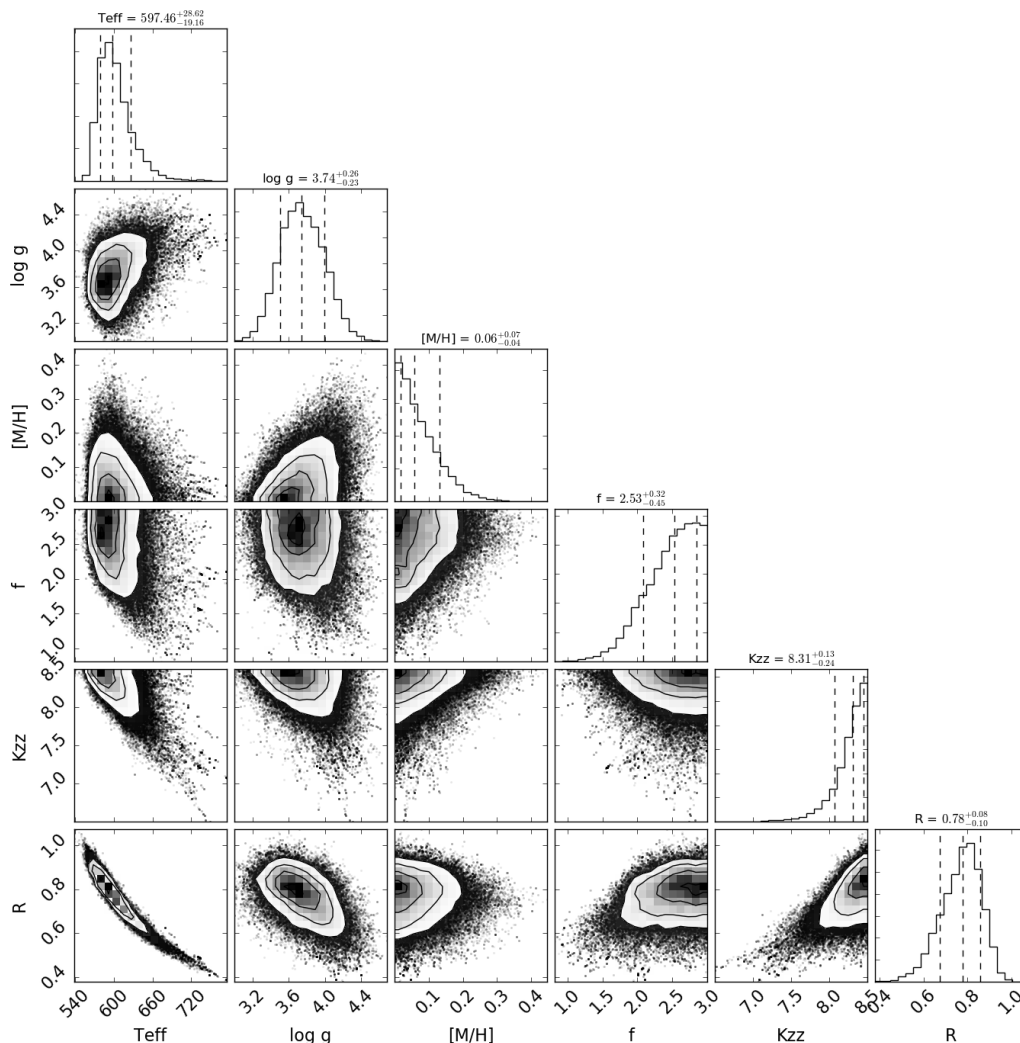 Teff = 597.46+28.62−19.16
log g = 3.74+0.26−0.23
[M/H] = 0.06+0.07−0.04
f = 2.53+0.32−0.45
Kzz = 8.31+0.13−0.24
R = 0.78+0.08−0.10
log g
4.4
4.0
3.6
3.2
[M/H]
0.4
0.3
0.2
0.1
f
3.0
2.5
2.0
1.5
1.0
Kzz
8.5
8.0
7.5
7.0
R
1.0
0.8
0.6
0.4
540 600 660 720
3.2 3.6 4.0 4.4
0.1 0.2 0.3 0.4
1.0 1.5 2.0 2.5 3.0
7.0 7.5 8.0 8.5
0.4 0.6 0.8 1.0
Teff log g [M/H] f Kzz R